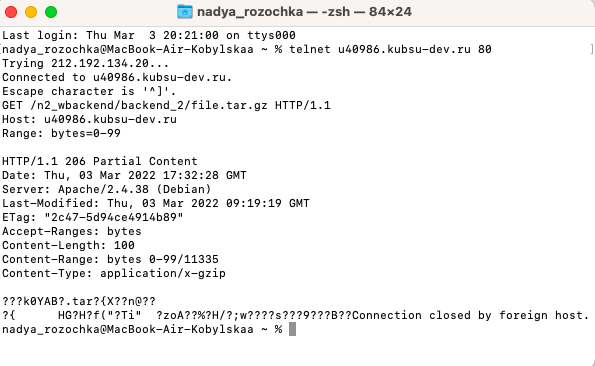 nadya_rozochka — -zsh — 84×24
Last login: Thu Mar  3 20:21:00 on ttys000
[nadya_rozochka@MacBook-Air-Kobylskaa ~ % telnet u40986.kubsu-dev.ru 80 ]
Trying 212.192.134.20...
Connected to u40986.kubsu-dev.ru.
Escape character is '^]'.
GET /n2_wbackend/backend_2/file.tar.gz HTTP/1.1
Host: u40986.kubsu-dev.ru
Range: bytes=0-99

HTTP/1.1 206 Partial Content
Date: Thu, 03 Mar 2022 17:32:28 GMT
Server: Apache/2.4.38 (Debian)
Last-Modified: Thu, 03 Mar 2022 09:19:19 GMT
ETag: "2c47-5d94ce4914b89"
Accept-Ranges: bytes
Content-Length: 100
Content-Range: bytes 0-99/11335
Content-Type: application/x-gzip

???k0YAB?.tar?{X??n@??
?{      HG?H?f("?Ti"  ?zoA??%?H/?;w????s???9???B??Connection closed by foreign host.
nadya_rozochka@MacBook-Air-Kobylskaa ~ %